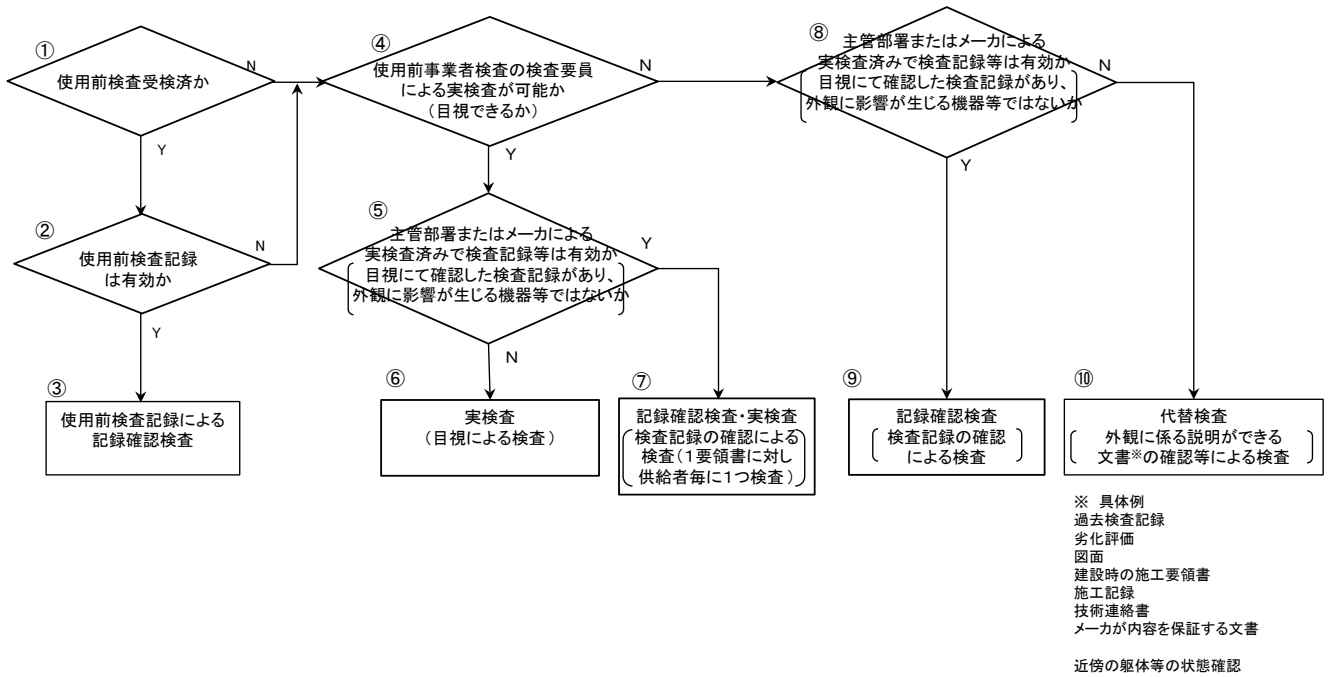 ①
使用前検査受検済か
N
Y
②
使用前検査記録
は有効か
N
Y
③
使用前検査記録による
記録確認検査
④
使用前事業者検査の検査要員
による実検査が可能か
(目視できるか)
N
Y
⑤
主管部署またはメーカによる
実検査済みで検査記録等は有効か
目視にて確認した検査記録があり、
外観に影響が生じる機器等ではないか
Y
N
⑥
実検査
(目視による検査)
⑦
記録確認検査・実検査
検査記録の確認による
検査(1要領書に対し
供給者毎に1つ検査)
⑧
主管部署またはメーカによる
実検査済みで検査記録等は有効か
目視にて確認した検査記録があり、
外観に影響が生じる機器等ではないか
N
Y
⑨
記録確認検査
検査記録の確認
による検査
⑩
代替検査
外観に係る説明ができる
文書※の確認等による検査
※ 具体例
過去検査記録
劣化評価
図面
建設時の施工要領書
施工記録
技術連絡書
メーカが内容を保証する文書
近傍の躯体等の状態確認